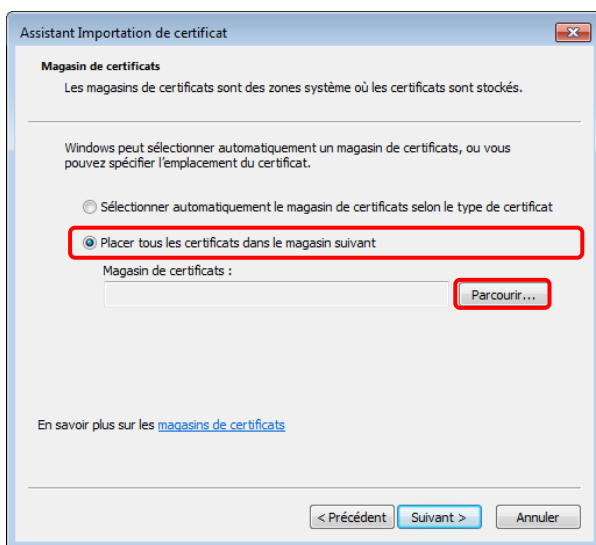 Assistant Importation de certificat
Magasin de certificats
Les magasins de certificats sont des zones système où les certificats sont stockés.
Windows peut sélectionner automatiquement un magasin de certificats, ou vous
pouvez spécifier l'emplacement du certificat.
Sélectionner automatiquement le magasin de certificats selon le type de certificat
Placer tous les certificats dans le magasin suivant
Magasin de certificats :
Parcourir...
En savoir plus sur les magasins de certificats
< Précédent Suivant > Annuler